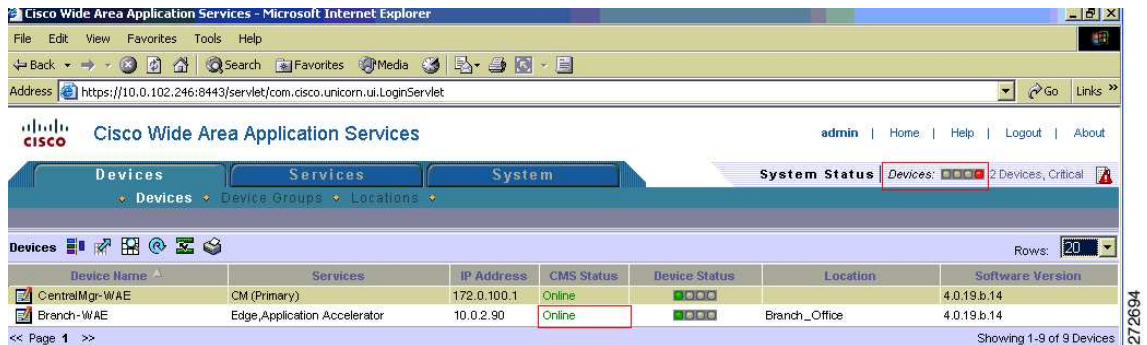 Cisco Wide Area Application Services - Microsoft Internet Explorer
File Edit View Favorites Tools Help
Back Search Favorites Media
Address https://10.0.102.246:8443/servlet/com.cisco.unicorn.ui.LoginServlet Go Links »
CISCO Cisco Wide Area Application Services admin | Home | Help | Logout | About
Devices Services System System Status Devices: 2 Devices, Critical
Devices Device Groups Locations
Devices Rows: 20
Device Name Services IP Address CMS Status Device Status Location Software Version
CentralMgr-WAE CM (Primary) 172.0.100.1 Online 4.0.19.b.14
Branch-WAE Edge,Application Accelerator 10.0.2.90 Online Branch_Office 4.0.19.b.14
<< Page 1 >> Showing 1-9 of 9 Devices
272694